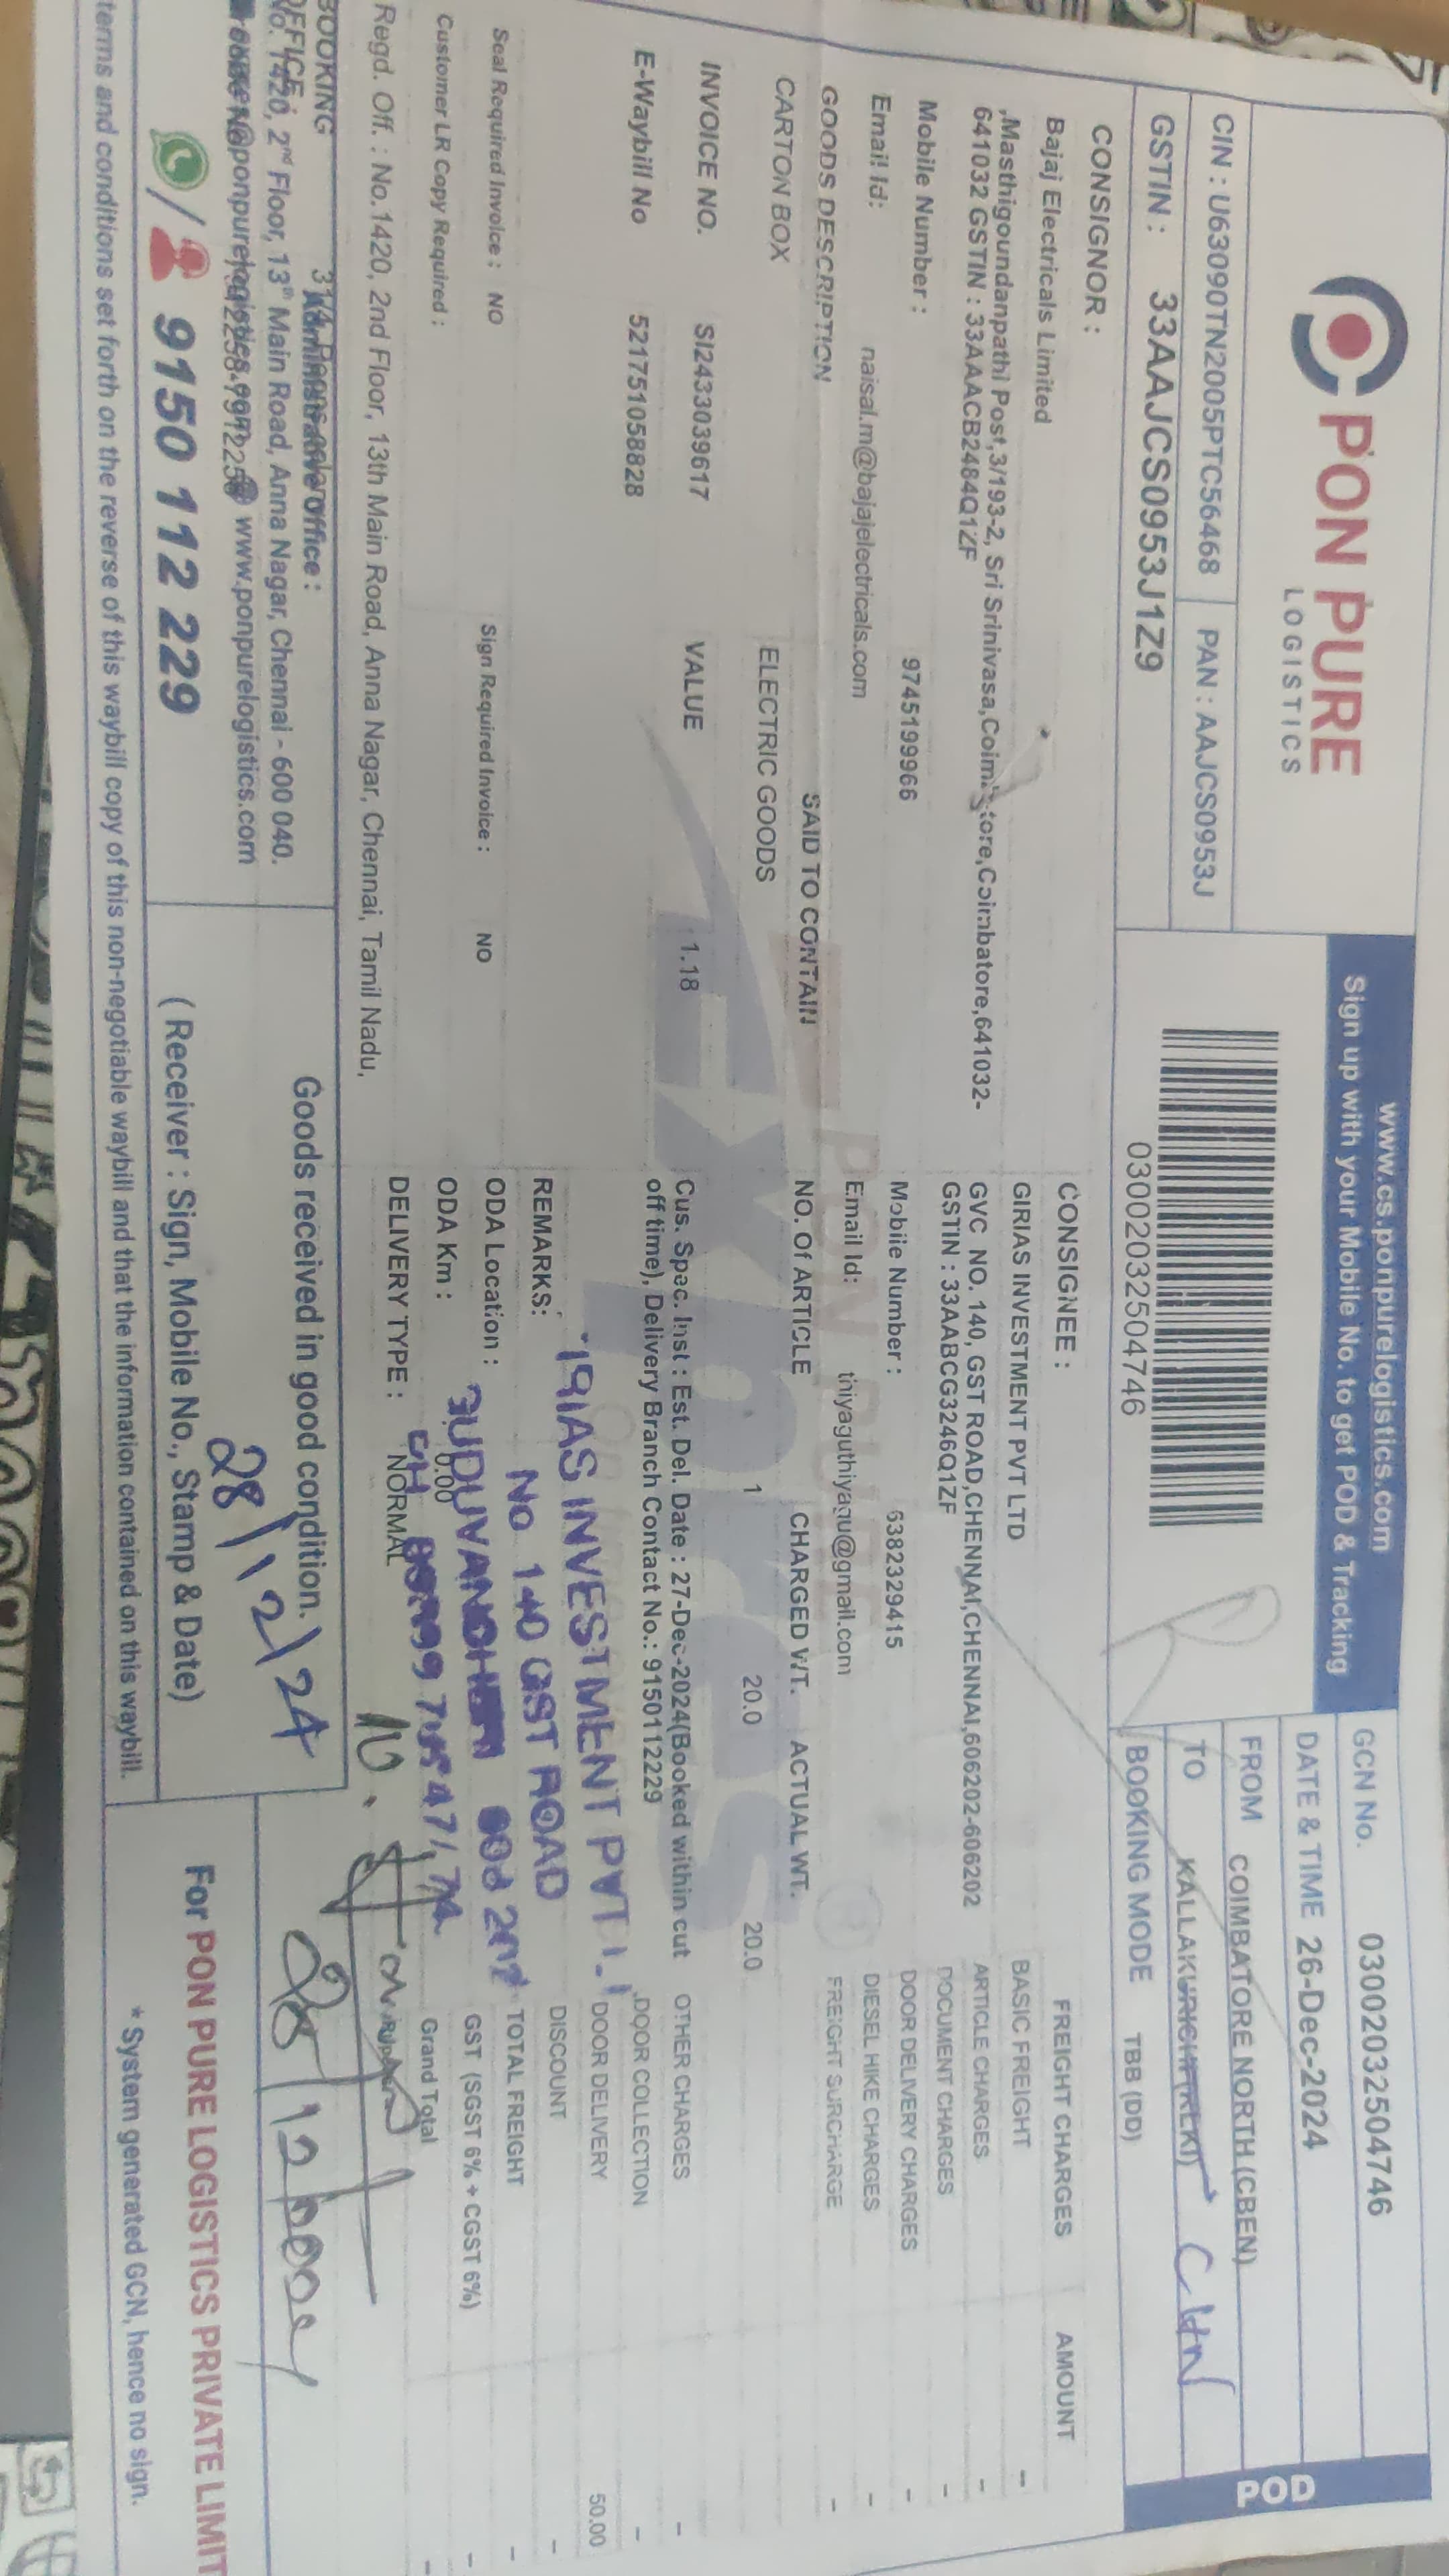 PON PURE
LOGISTICS
CIN : U63090TN2005PTC56468
PAN : AAJCS0953J
GSTIN : 33AAJCS0953J1Z9
www.cs.ponpurelogistics.com
Sign up with your Mobile No. to get POD & Tracking
03002032504746
GCN No. 03002032504746
DATE & TIME 26-Dec-2024
FROM COIMBATORE NORTH (CBEN)
TO CHN
BOOKING MODE TBB (DD)
POD
CONSIGNOR :
Bajaj Electricals Limited
,Masthigoundanpathi Post,3/193-2, Sri Srinivasa,Coimbatore,641032-
641032 GSTIN : 33AAACB2484Q1ZF
Mobile Number : 9745199966
Email Id: naisal.m@bajajelectricals.com
CONSIGNEE :
GIRIAS INVESTMENT PVT LTD
GVC NO. 140, GST ROAD,CHENNAI,CHENNAI,606202-606202
GSTIN : 33AABCG3246Q1ZF
Mobile Number : 6382329415
Email Id: thiyaguthiyagu@gmail.com
GOODS DESCRIPTION SAID TO CONTAIN NO. Of ARTICLE CHARGED WT. ACTUAL WT.
CARTON BOX ELECTRIC GOODS 1 20.0 20.0
INVOICE NO. SI2433039617 VALUE 1.18
E-Waybill No 521751058828
Cus. Spec. Inst : Est. Del. Date : 27-Dec-2024(Booked within cut
off time), Delivery Branch Contact No.: 9150112229
REMARKS:
ODA Location :
ODA Km : 0.00
DELIVERY TYPE : NORMAL
IRIAS INVESTMENT PVT L
No 140 GST ROAD
Seal Required Invoice : NO
Sign Required Invoice : NO
Customer LR Copy Required :
Regd. Off. : No.1420, 2nd Floor, 13th Main Road, Anna Nagar, Chennai, Tamil Nadu,
FREIGHT CHARGES AMOUNT
BASIC FREIGHT -
ARTICLE CHARGES -
DOCUMENT CHARGES -
DOOR DELIVERY CHARGES -
DIESEL HIKE CHARGES -
FREIGHT SURCHARGE -
OTHER CHARGES -
DOOR COLLECTION -
DOOR DELIVERY 50.00
DISCOUNT -
TOTAL FREIGHT -
GST (SGST 6% + CGST 6%) -
Grand Total -
BOOKING
OFFICE :
No. 1420, 2nd Floor, 13th Main Road, Anna Nagar, Chennai - 600 040.
www.ponpurelogistics.com
9150 112 229
Goods received in good condition.
28/12/24
( Receiver : Sign, Mobile No., Stamp & Date)
For PON PURE LOGISTICS PRIVATE LIMIT
terms and conditions set forth on the reverse of this waybill copy of this non-negotiable waybill and that the information contained on this waybill.
* System generated GCN, hence no sign.